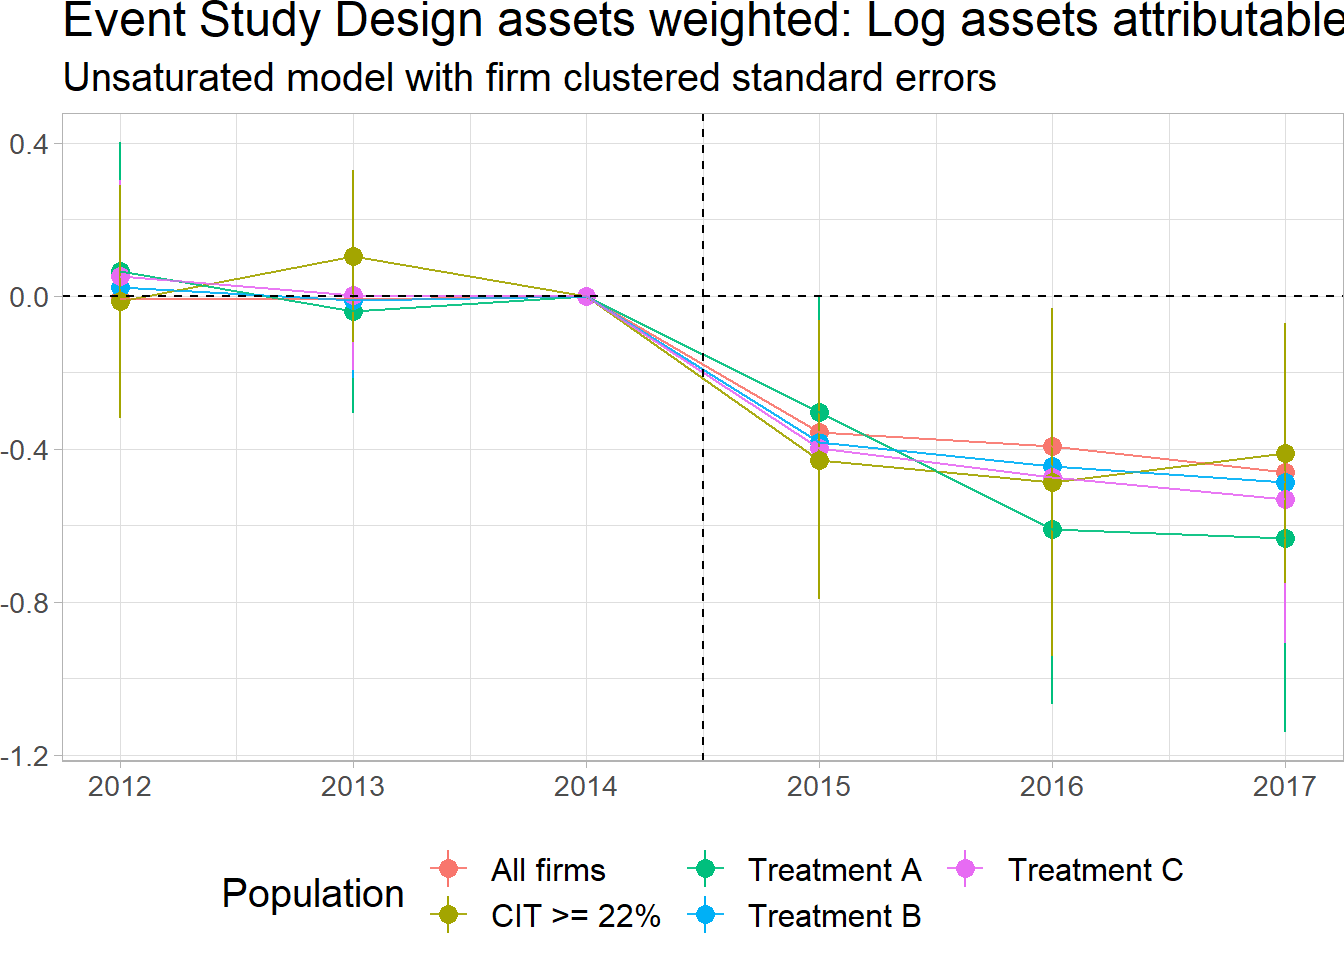 Event Study Design assets weighted: Log assets attributable
Unsaturated model with firm clustered standard errors
0.4
0.0
-0.4
-0.8
-1.2
2012 2013 2014 2015 2016 2017
Population
All firms Treatment A Treatment C
CIT >= 22% Treatment B